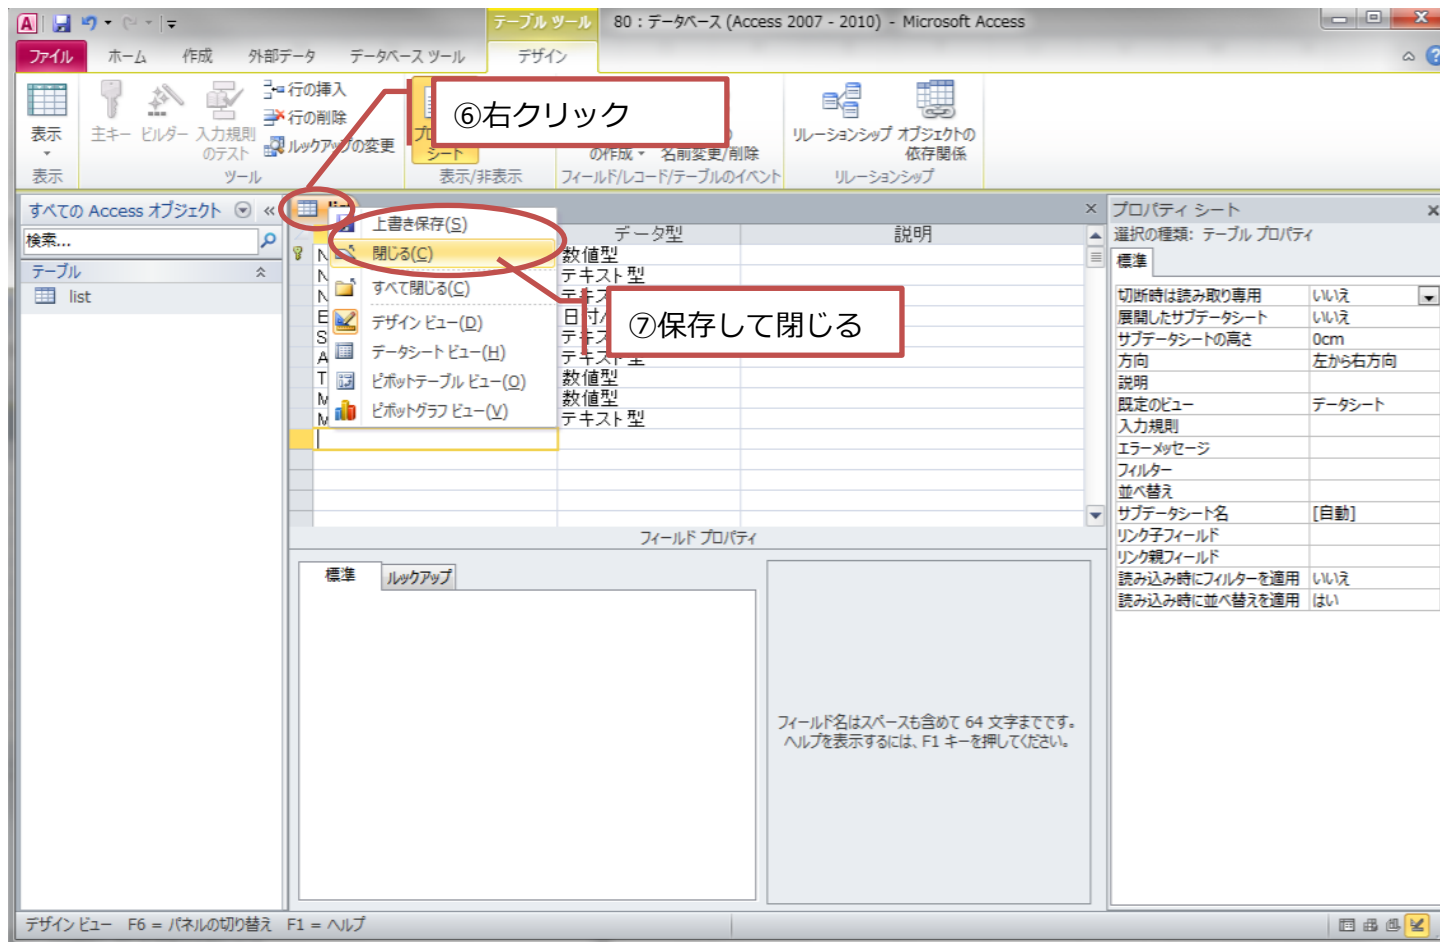 テーブル ツール
80 : データベース (Access 2007 - 2010) - Microsoft Access
ファイル ホーム 作成 外部データ データベース ツール デザイン
表示
主キー ビルダー 入力規則のテスト
行の挿入
行の削除
ルックアップの変更
シート
の作成 名前変更/削除
リレーションシップ オブジェクトの依存関係
表示 ツール 表示/非表示 フィールド/レコード/テーブルのイベント リレーションシップ
⑥右クリック
すべての Access オブジェクト
検索...
テーブル
list
上書き保存(S)
閉じる(C)
すべて閉じる(C)
デザイン ビュー(D)
データシート ビュー(H)
ピボットテーブル ビュー(O)
ピボットグラフ ビュー(V)
データ型 説明
N 数値型
N テキスト型
N
E
S
A テキスト型
T 数値型
M 数値型
M テキスト型
⑦保存して閉じる
フィールド プロパティ
標準 ルックアップ
フィールド名はスペースも含めて 64 文字までです。
ヘルプを表示するには、F1 キーを押してください。
プロパティ シート
選択の種類: テーブル プロパティ
標準
切断時は読み取り専用 いいえ
展開したサブデータシート いいえ
サブデータシートの高さ 0cm
方向 左から右方向
説明
既定のビュー データシート
入力規則
エラーメッセージ
フィルター
並べ替え
サブデータシート名 [自動]
リンク子フィールド
リンク親フィールド
読み込み時にフィルターを適用 いいえ
読み込み時に並べ替えを適用 はい
デザイン ビュー F6 = パネルの切り替え F1 = ヘルプ